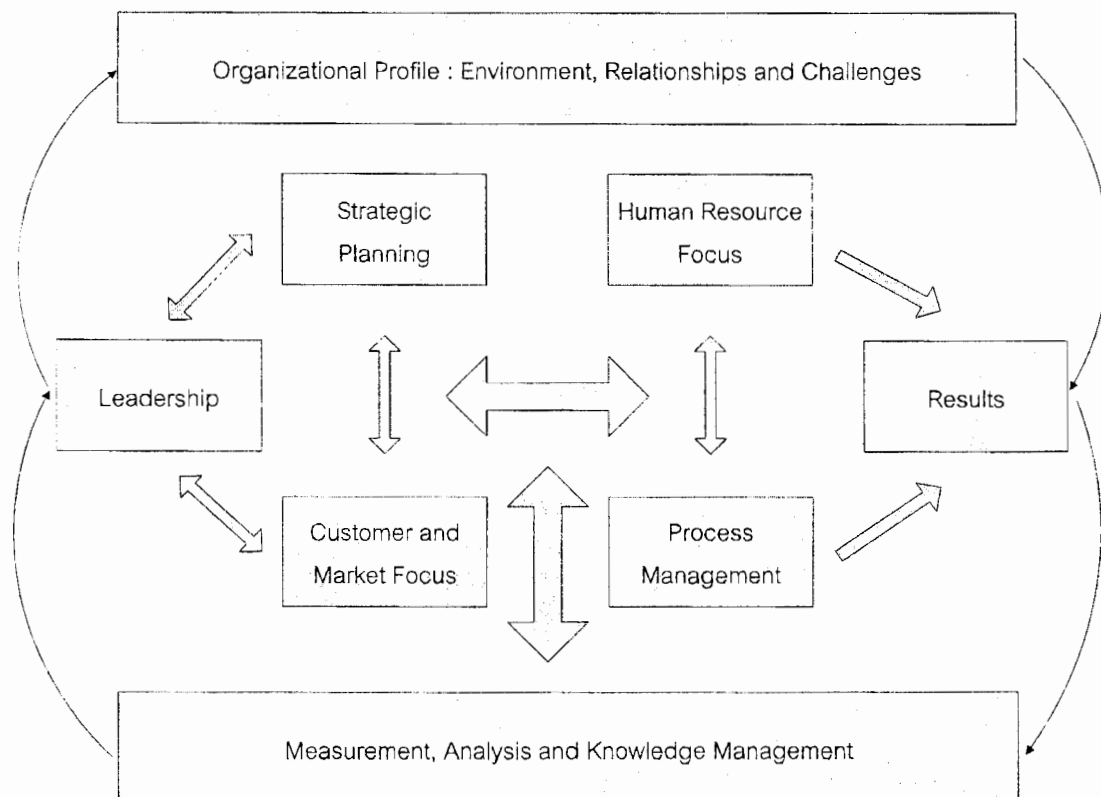 Organizational Profile : Environment, Relationships and Challenges
Strategic
Planning
Human Resource
Focus
Leadership
Results
Customer and
Market Focus
Process
Management
Measurement, Analysis and Knowledge Management